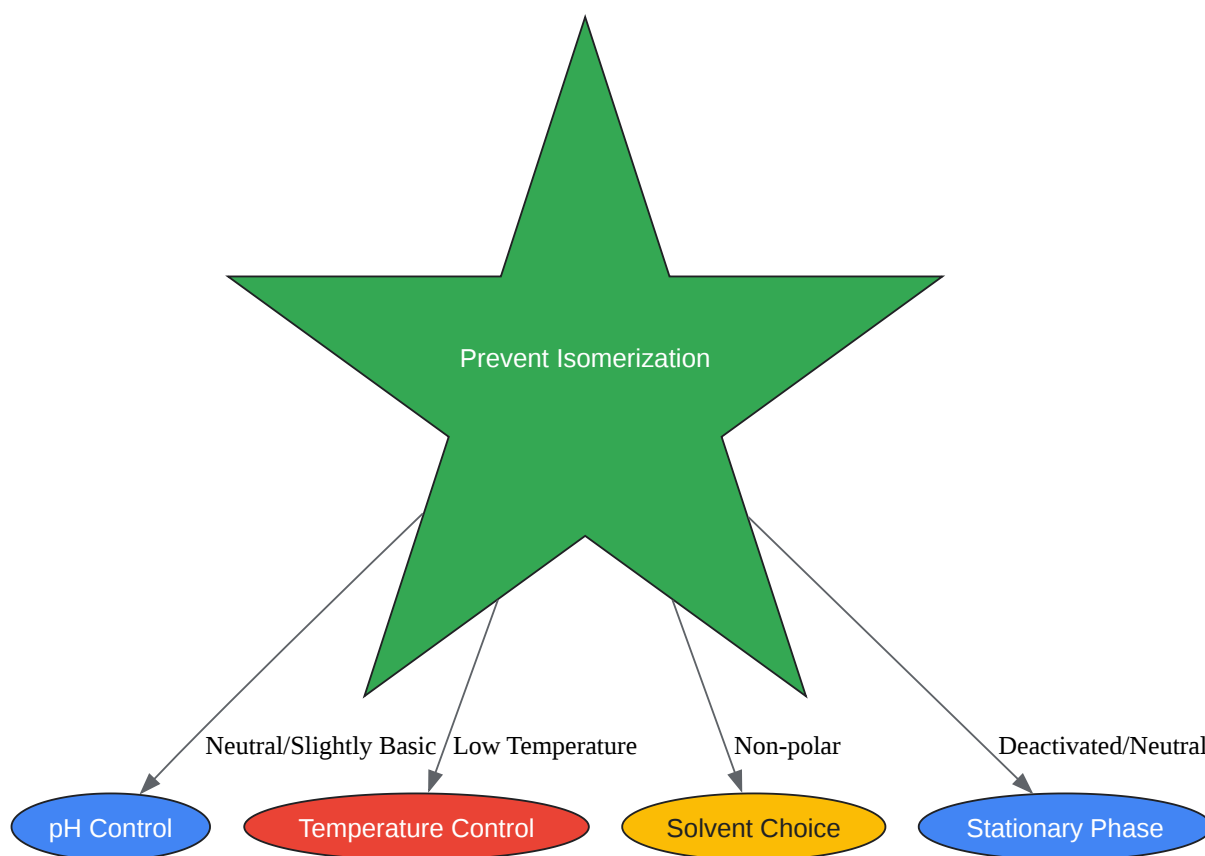 Prevent Isomerization
Neutral/Slightly Basic
Low Temperature
Non-polar
Deactivated/Neutral
pH Control
Temperature Control
Solvent Choice
Stationary Phase